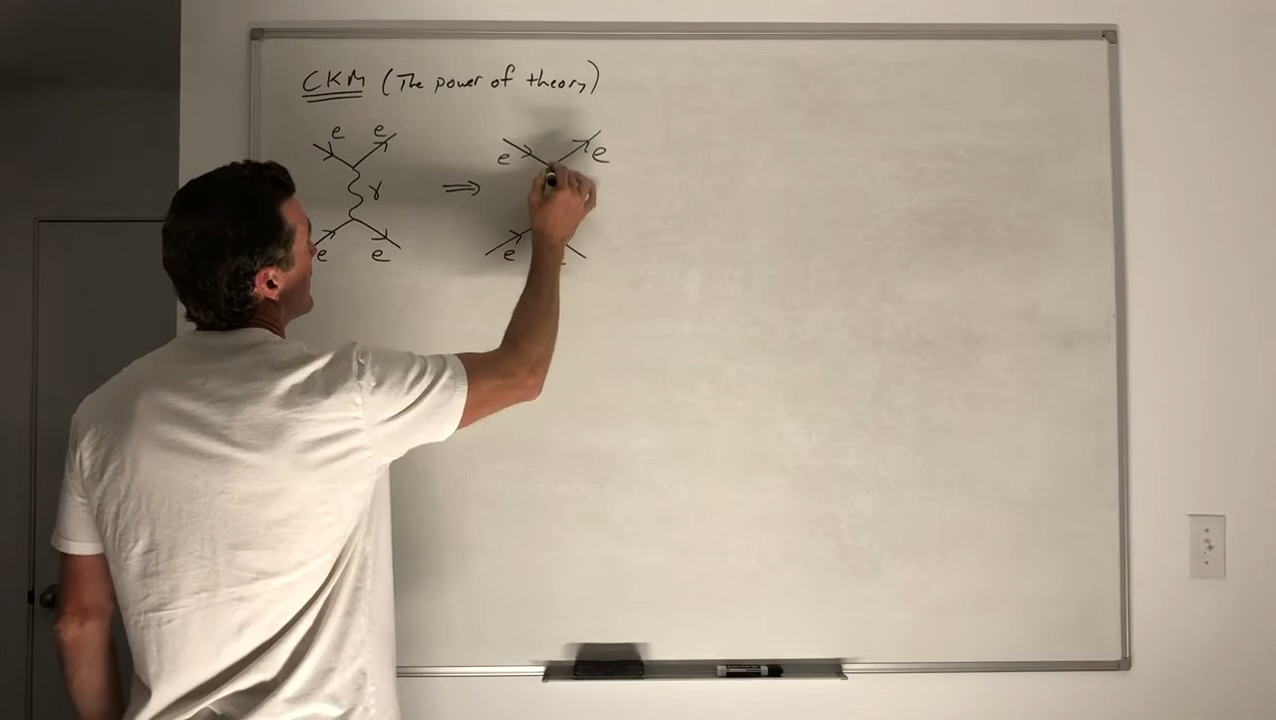 CKM (The power of theory)
e e e e
γ ⇒
e e e